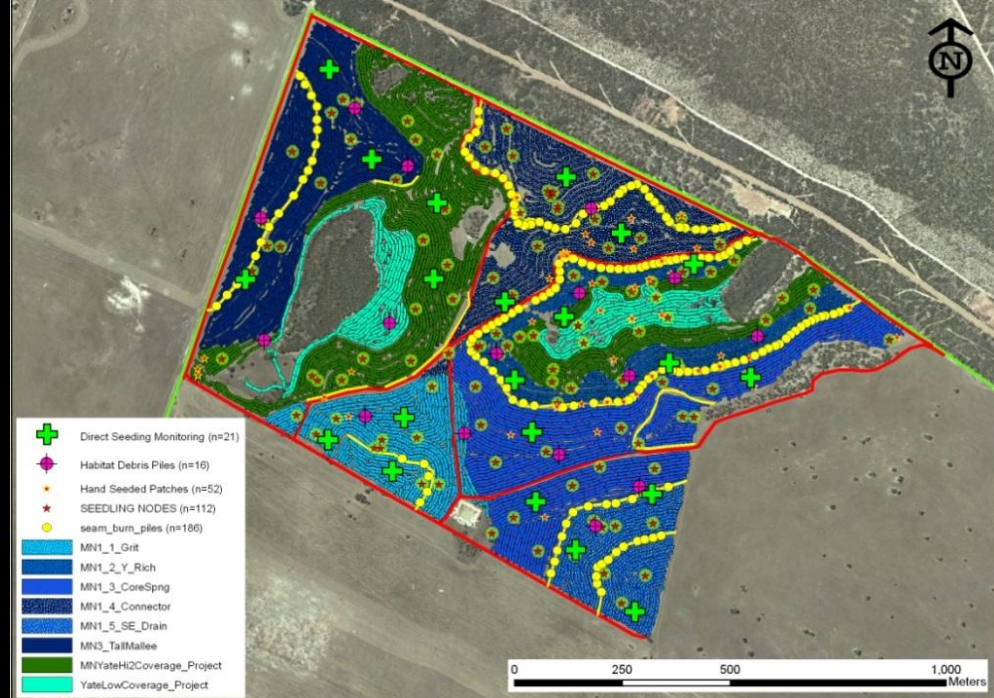 N
Direct Seeding Monitoring (n=21)
Habitat Debris Piles (n=16)
Hand Seeded Patches (n=52)
SEEDLING NODES (n=112)
seam_burn_piles (n=186)
MN1_1_Grit
MN1_2_Y_Rich
MN1_3_CoreSpng
MN1_4_Connector
MN1_5_SE_Drain
MN3_TallMallee
MNYateHi2Coverage_Project
YateLowCoverage_Project
0 250 500 1,000
Meters